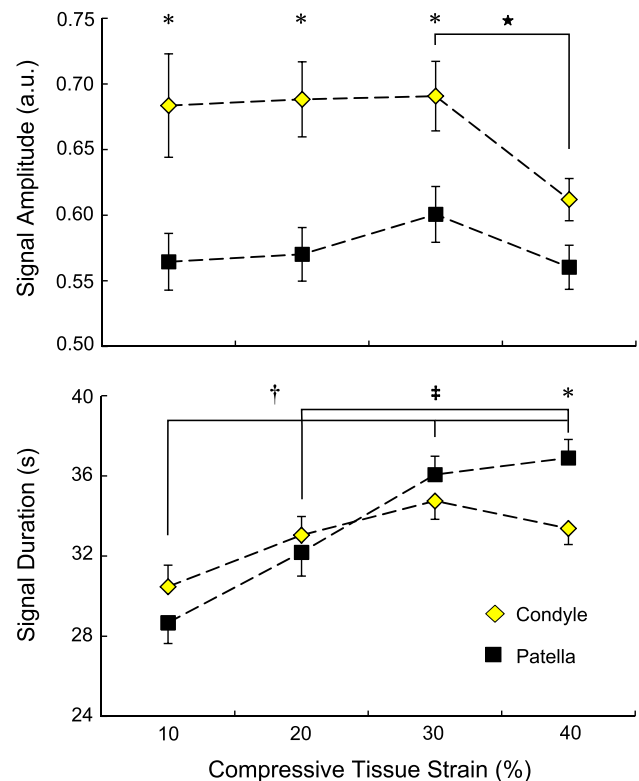 0.75
* * * ★
0.70
0.65
0.60
0.55
0.50
Signal Amplitude (a.u.)
40
† ‡ *
36
32
28
24
Signal Duration (s)
Condyle
Patella
10 20 30 40
Compressive Tissue Strain (%)